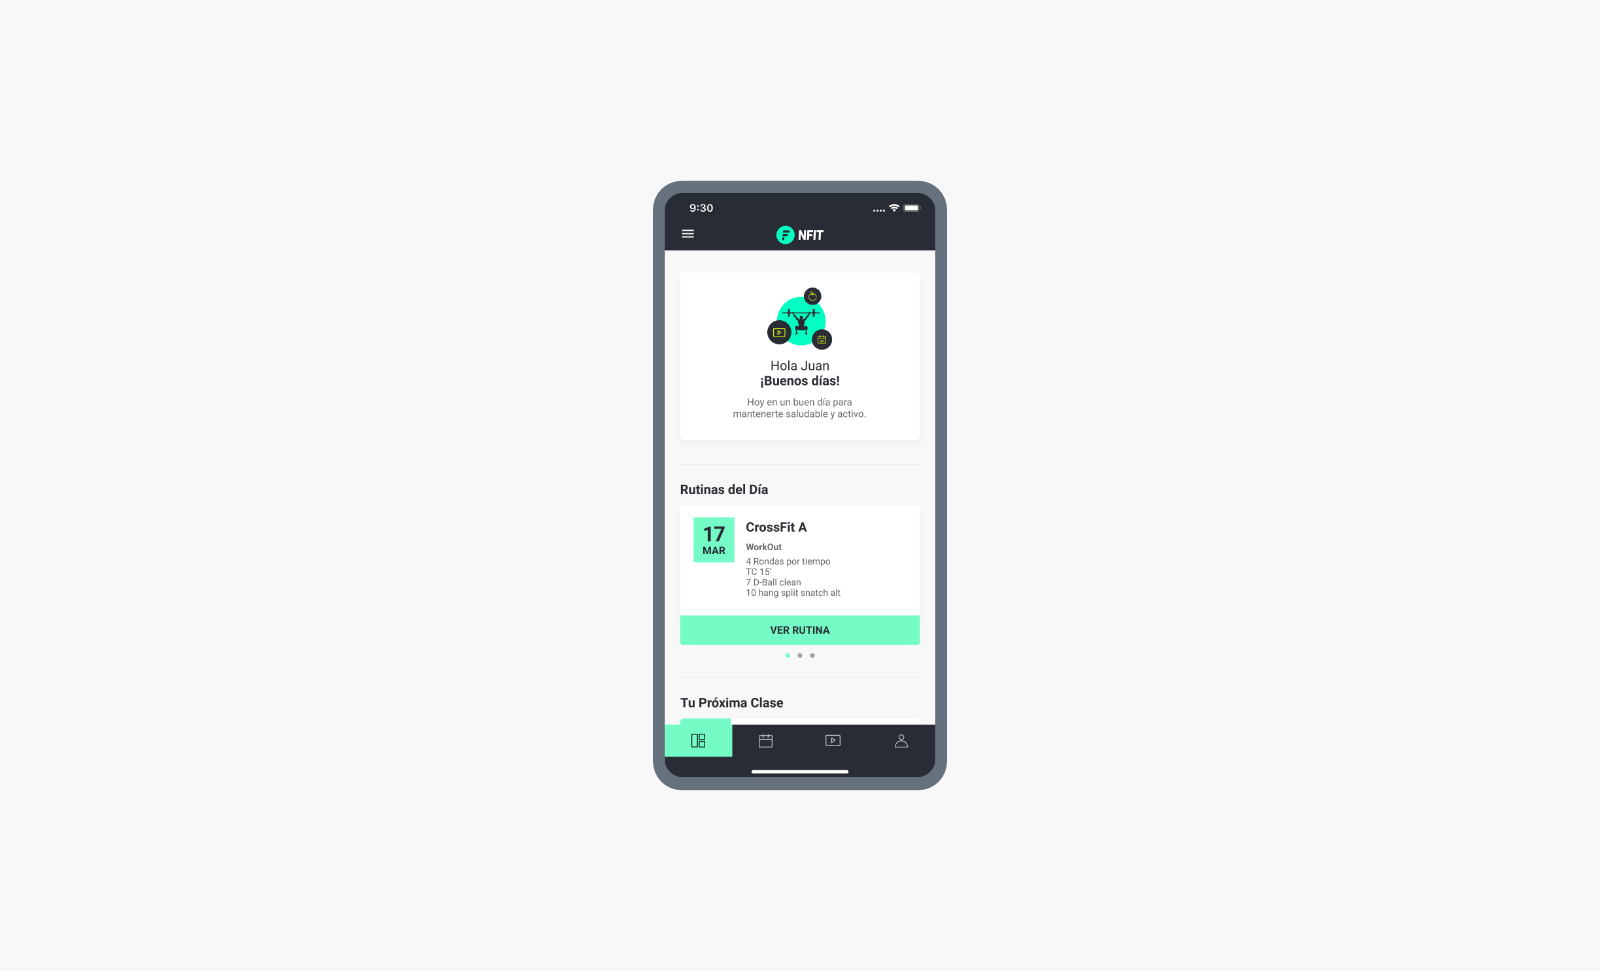 9:30
NFIT
Hola Juan
¡Buenos días!
Hoy en un buen día para
mantenerte saludable y activo.
Rutinas del Día
17
MAR
CrossFit A
WorkOut
4 Rondas por tiempo
TC 15'
7 D-Ball clean
10 hang split snatch alt
VER RUTINA
Tu Próxima Clase